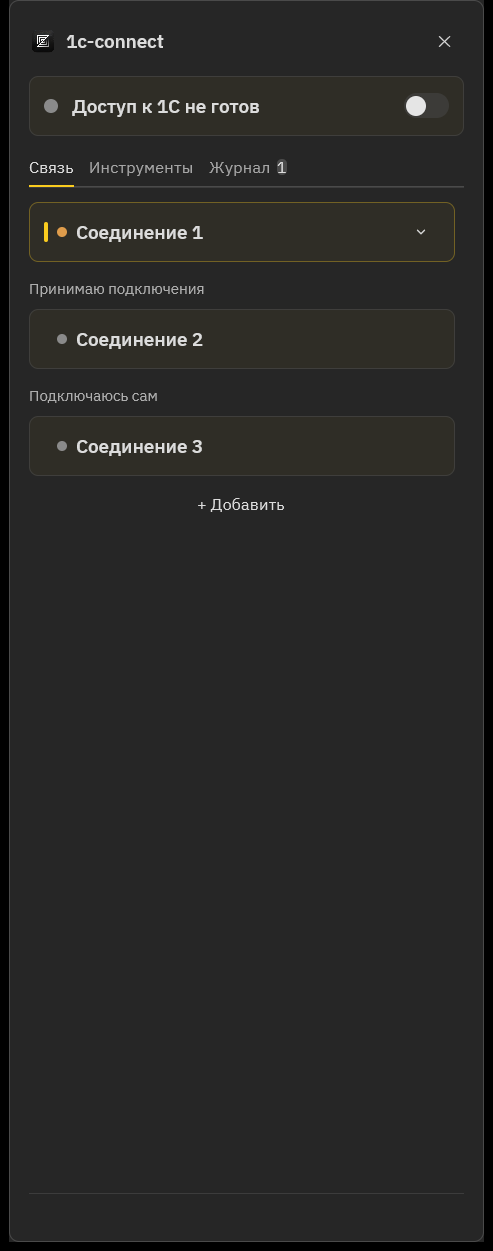 1c-connect
Доступ к 1С не готов
Связь Инструменты Журнал 1
Соединение 1
Принимаю подключения
Соединение 2
Подключаюсь сам
Соединение 3
+ Добавить